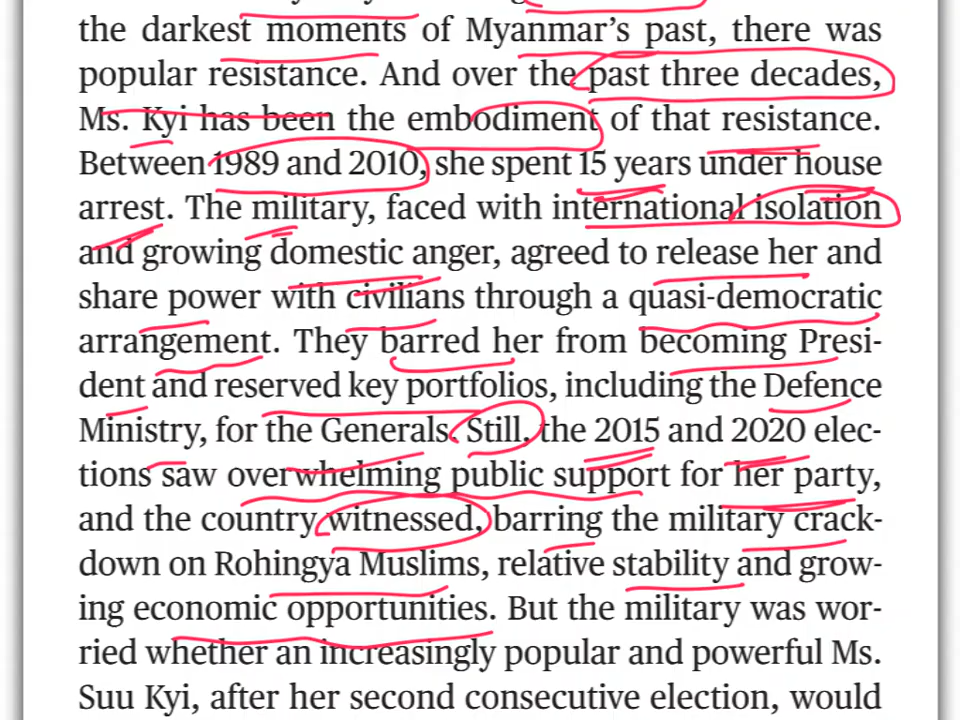 the darkest moments of Myanmar's past, there was
popular resistance. And over the past three decades,
Ms. Kyi has been the embodiment of that resistance.
Between 1989 and 2010, she spent 15 years under house
arrest. The military, faced with international isolation
and growing domestic anger, agreed to release her and
share power with civilians through a quasi-democratic
arrangement. They barred her from becoming Presi-
dent and reserved key portfolios, including the Defence
Ministry, for the Generals. Still, the 2015 and 2020 elec-
tions saw overwhelming public support for her party,
and the country witnessed, barring the military crack-
down on Rohingya Muslims, relative stability and grow-
ing economic opportunities. But the military was wor-
ried whether an increasingly popular and powerful Ms.
Suu Kyi, after her second consecutive election, would